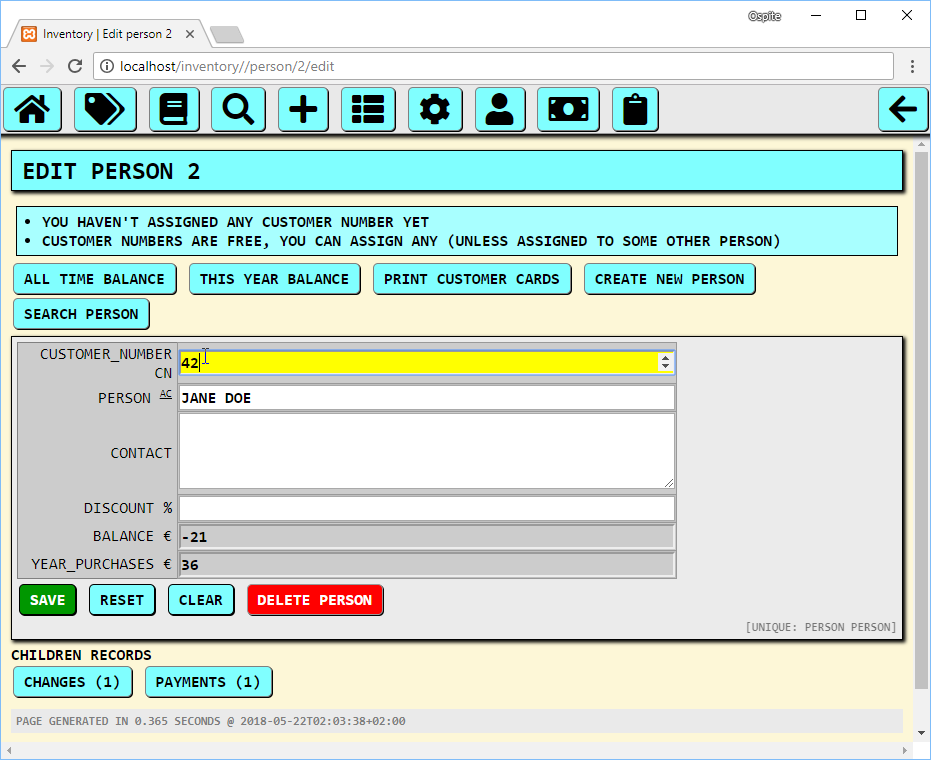 Ospite
Inventory | Edit person 2
localhost/inventory//person/2/edit
EDIT PERSON 2
• YOU HAVEN'T ASSIGNED ANY CUSTOMER NUMBER YET
• CUSTOMER NUMBERS ARE FREE, YOU CAN ASSIGN ANY (UNLESS ASSIGNED TO SOME OTHER PERSON)
ALL TIME BALANCE THIS YEAR BALANCE PRINT CUSTOMER CARDS CREATE NEW PERSON
SEARCH PERSON
CUSTOMER_NUMBER
CN 42
PERSON AC JANE DOE
CONTACT
DISCOUNT %
BALANCE € -21
YEAR_PURCHASES € 36
SAVE RESET CLEAR DELETE PERSON
[UNIQUE: PERSON PERSON]
CHILDREN RECORDS
CHANGES (1) PAYMENTS (1)
PAGE GENERATED IN 0.365 SECONDS @ 2018-05-22T02:03:38+02:00